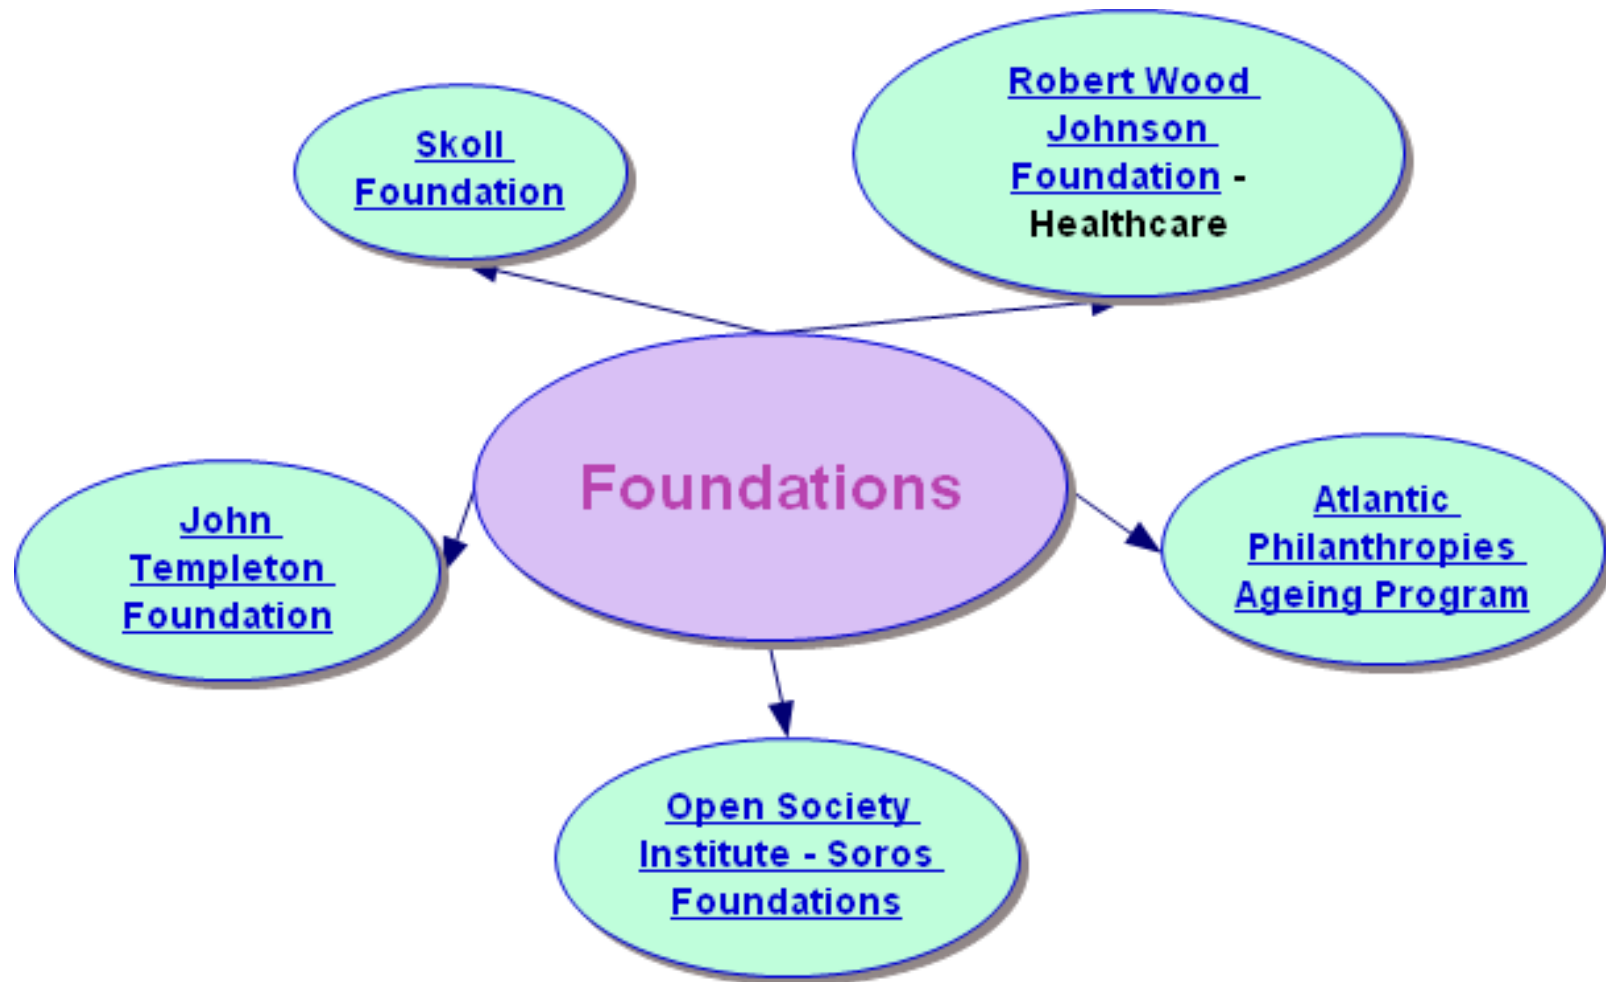 Skoll
Foundation
Robert Wood
Johnson
Foundation -
Healthcare
Foundations
John
Templeton
Foundation
Atlantic
Philanthropies
Ageing Program
Open Society
Institute - Soros
Foundations